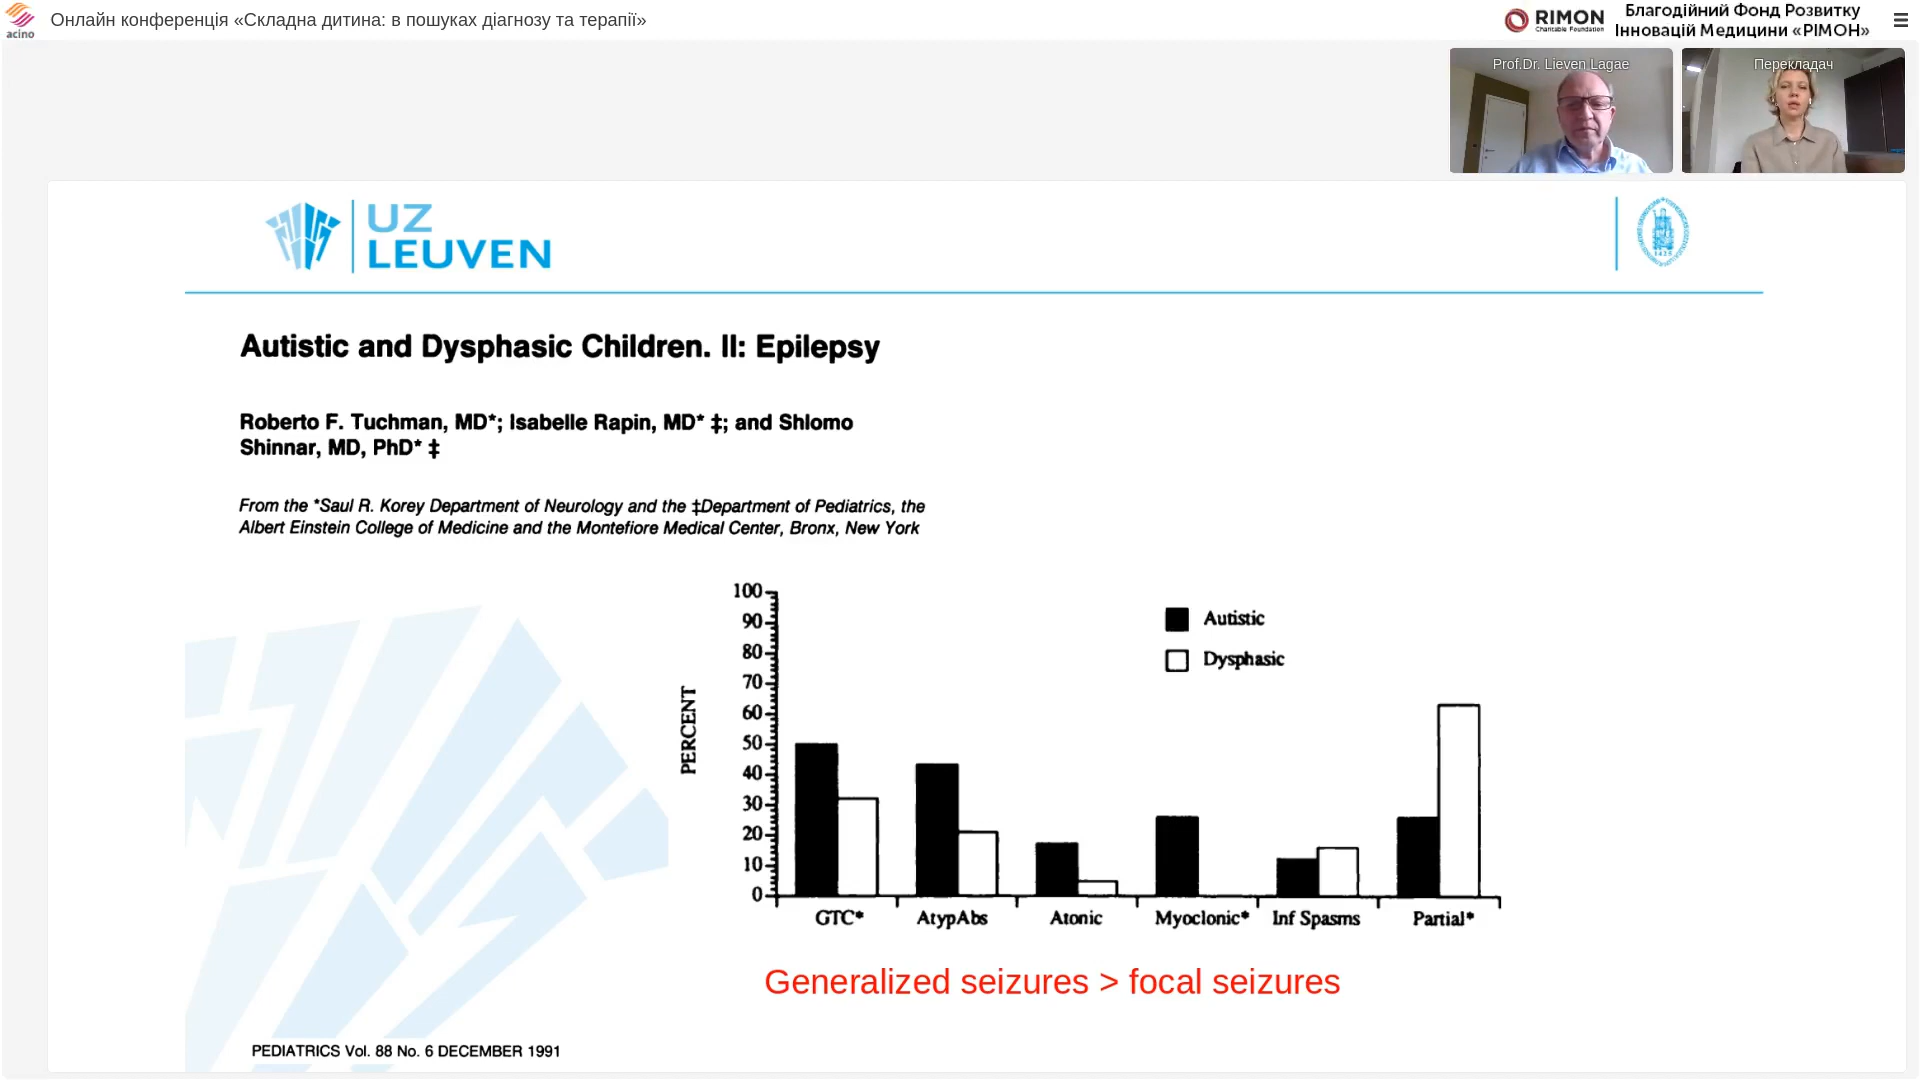 acino
Онлайн конференція «Складна дитина: в пошуках діагнозу та терапії»
RIMON
Charitable Foundation
Благодійний Фонд Розвитку
Інновацій Медицини «РІМОН»
Prof.Dr. Lieven Lagae
Перекладач
UZ
LEUVEN
1425
Autistic and Dysphasic Children. II: Epilepsy
Roberto F. Tuchman, MD*; Isabelle Rapin, MD* ‡; and Shlomo
Shinnar, MD, PhD* ‡
From the *Saul R. Korey Department of Neurology and the ‡Department of Pediatrics, the
Albert Einstein College of Medicine and the Montefiore Medical Center, Bronx, New York
PERCENT
100
90
80
70
60
50
40
30
20
10
0
Autistic
Dysphasic
GTC* AtypAbs Atonic Myoclonic* Inf Spasms Partial*
Generalized seizures > focal seizures
PEDIATRICS Vol. 88 No. 6 DECEMBER 1991